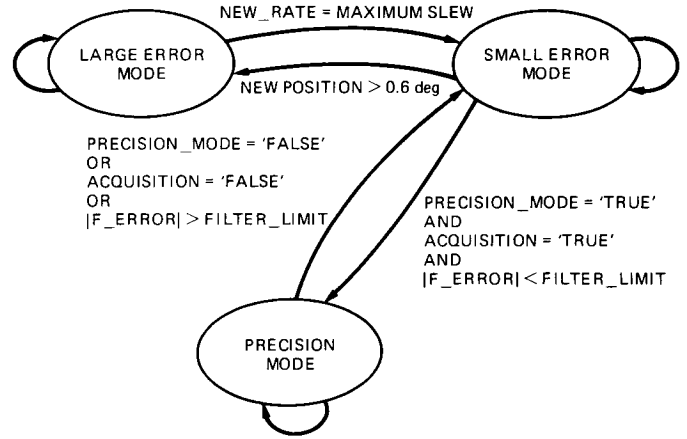 NEW_RATE = MAXIMUM SLEW
LARGE ERROR
MODE
SMALL ERROR
MODE
NEW POSITION > 0.6 deg
PRECISION_MODE = 'FALSE'
OR
ACQUISITION = 'FALSE'
OR
|F_ERROR| > FILTER_LIMIT
PRECISION_MODE = 'TRUE'
AND
ACQUISITION = 'TRUE'
AND
|F_ERROR| < FILTER_LIMIT
PRECISION
MODE